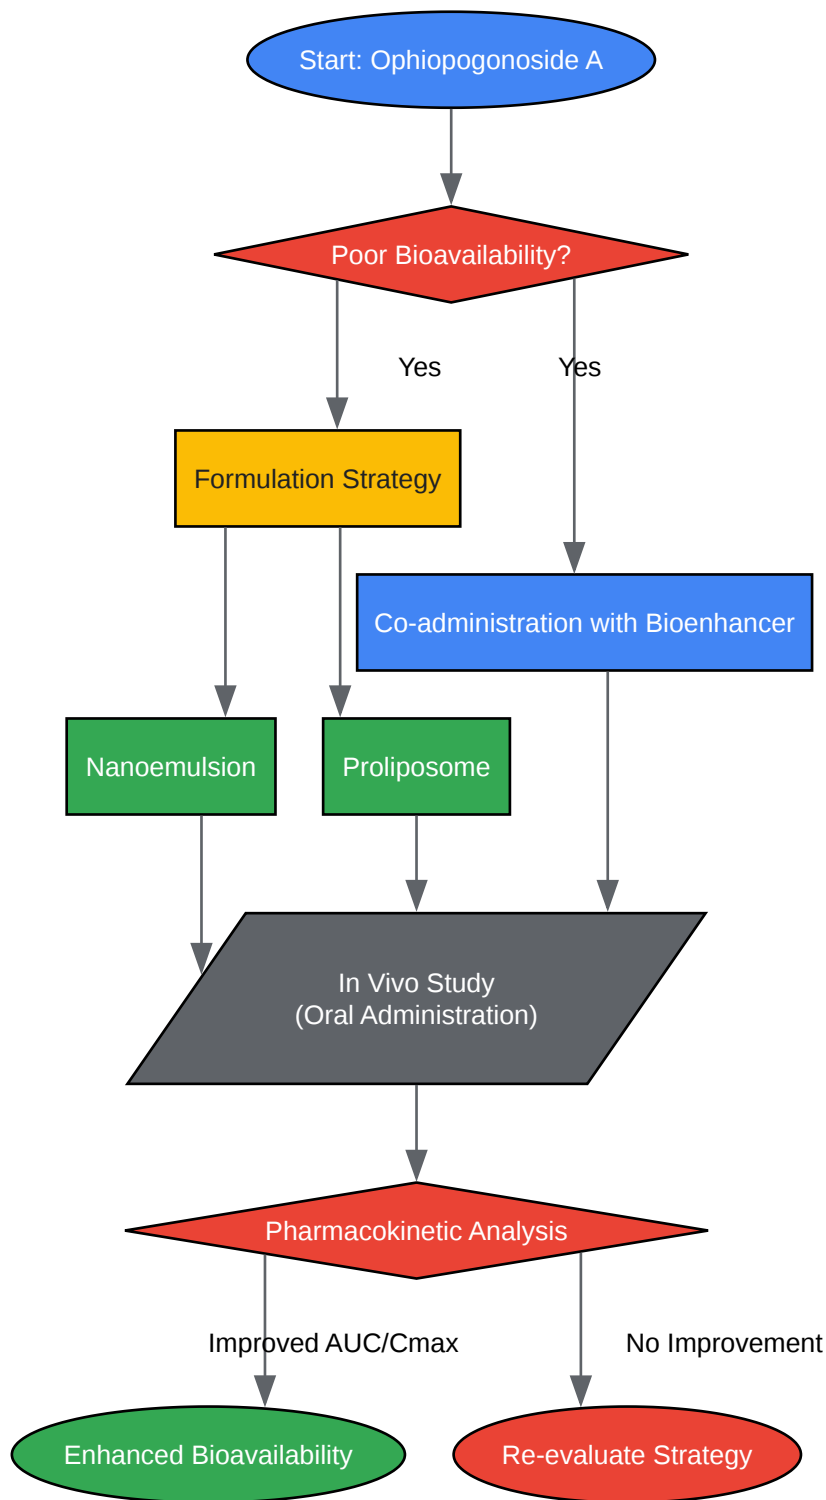 Start: Ophiopogonoside A
Poor Bioavailability?
Yes
Yes
Formulation Strategy
Co-administration with Bioenhancer
Nanoemulsion
Proliposome
In Vivo Study
(Oral Administration)
Pharmacokinetic Analysis
Improved AUC/Cmax
No Improvement
Enhanced Bioavailability
Re-evaluate Strategy